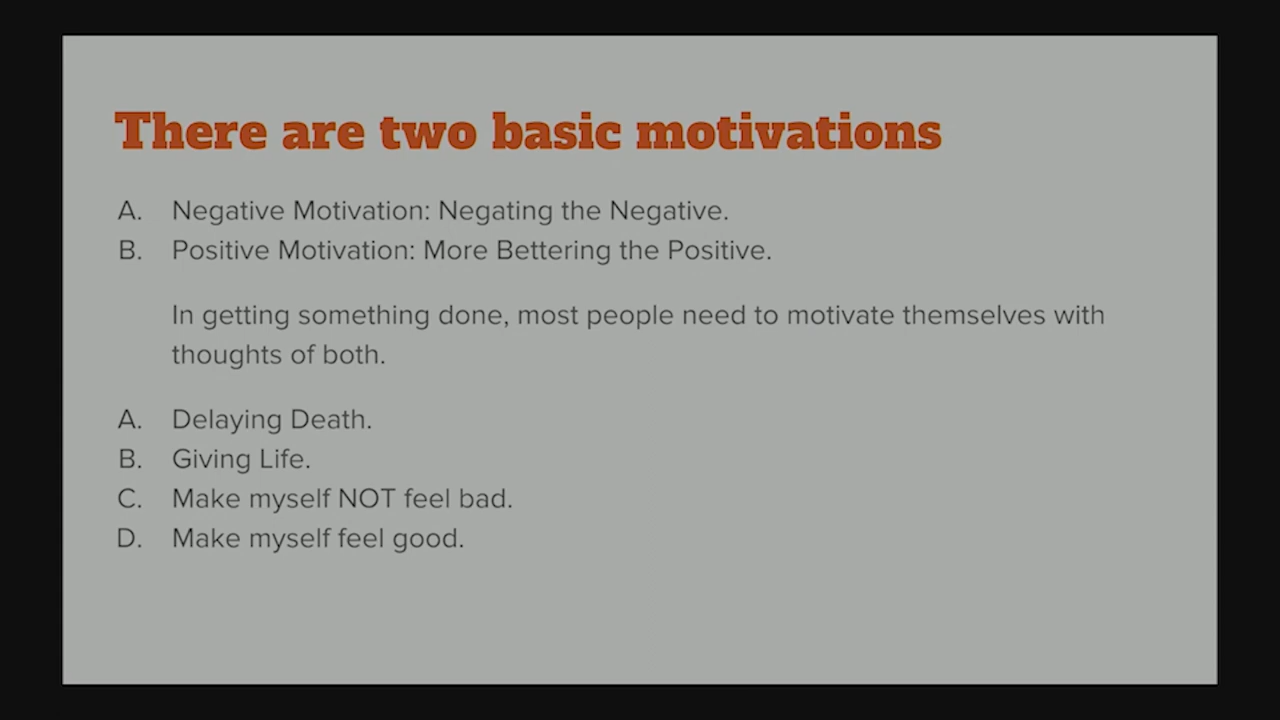 There are two basic motivations
A. Negative Motivation: Negating the Negative.
B. Positive Motivation: More Bettering the Positive.
In getting something done, most people need to motivate themselves with
thoughts of both.
A. Delaying Death.
B. Giving Life.
C. Make myself NOT feel bad.
D. Make myself feel good.